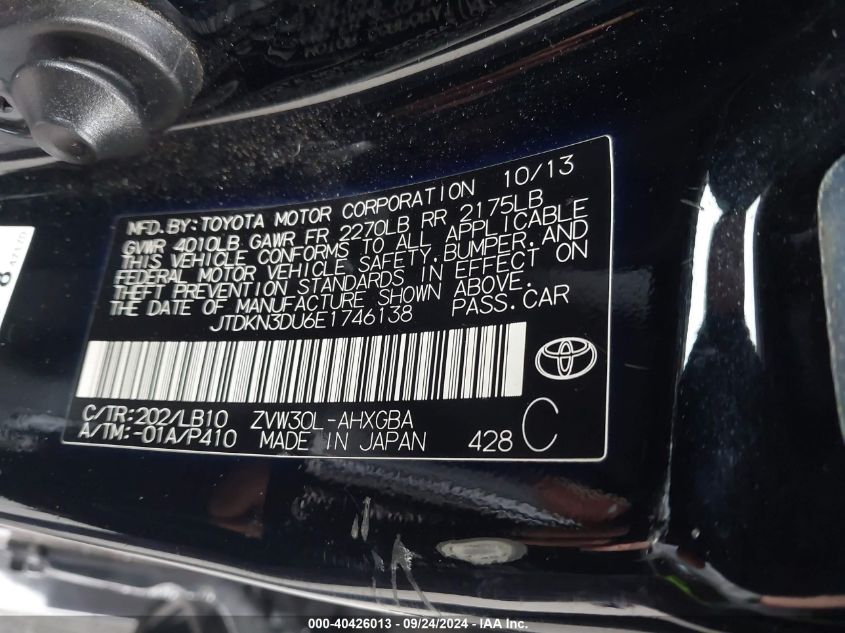 MFD.BY:TOYOTA MOTOR CORPORATION 10/13
GVWR 4010LB GAWR FR 2270LB RR 2175LB
THIS VEHICLE CONFORMS TO ALL APPLICABLE
FEDERAL MOTOR VEHICLE SAFETY,BUMPER,AND
THEFT PREVENTION STANDARDS IN EFFECT ON
THE DATE OF MANUFACTURE SHOWN ABOVE.
JTDKN3DU6E1746138 PASS.CAR
C/TR:202/LB10 ZVW30L-AHXGBA
A/TM:-01A/P410 MADE IN JAPAN 428 C
000-40426013 - 09/24/2024 - IAA Inc.